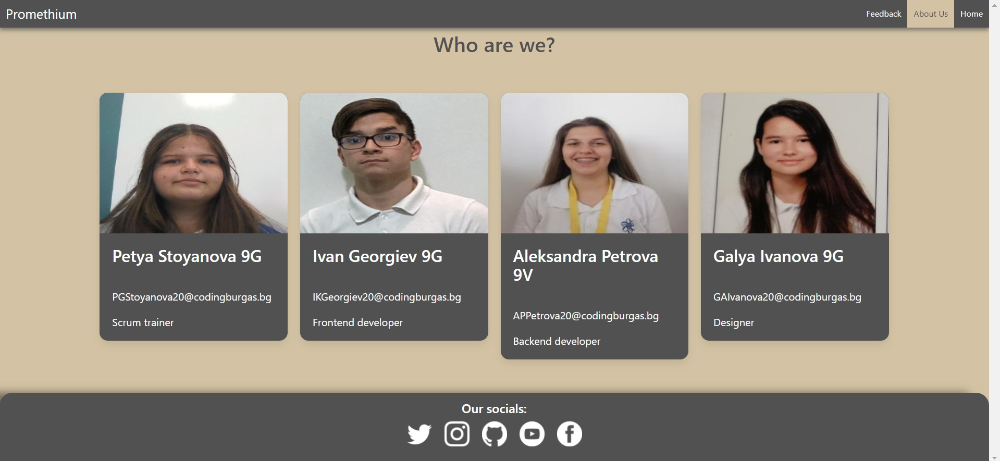 Promethium
Feedback
About Us
Home
Who are we?
Petya Stoyanova 9G
PGStoyanova20@codingburgas.bg
Scrum trainer
Ivan Georgiev 9G
IKGeorgiev20@codingburgas.bg
Frontend developer
Aleksandra Petrova
9V
APPetrova20@codingburgas.bg
Backend developer
Galya Ivanova 9G
GAIvanova20@codingburgas.bg
Designer
Our socials: